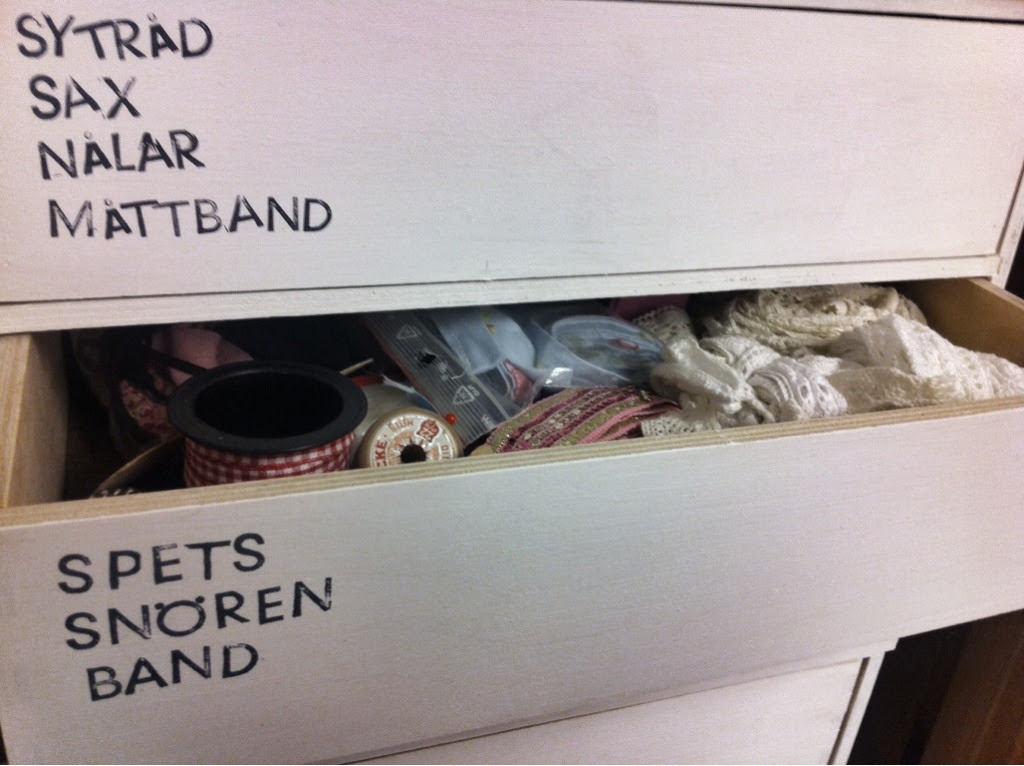 SYTRÅD
SAX
NÅLAR
MÅTTBAND
SPETS
SNÖREN
BAND